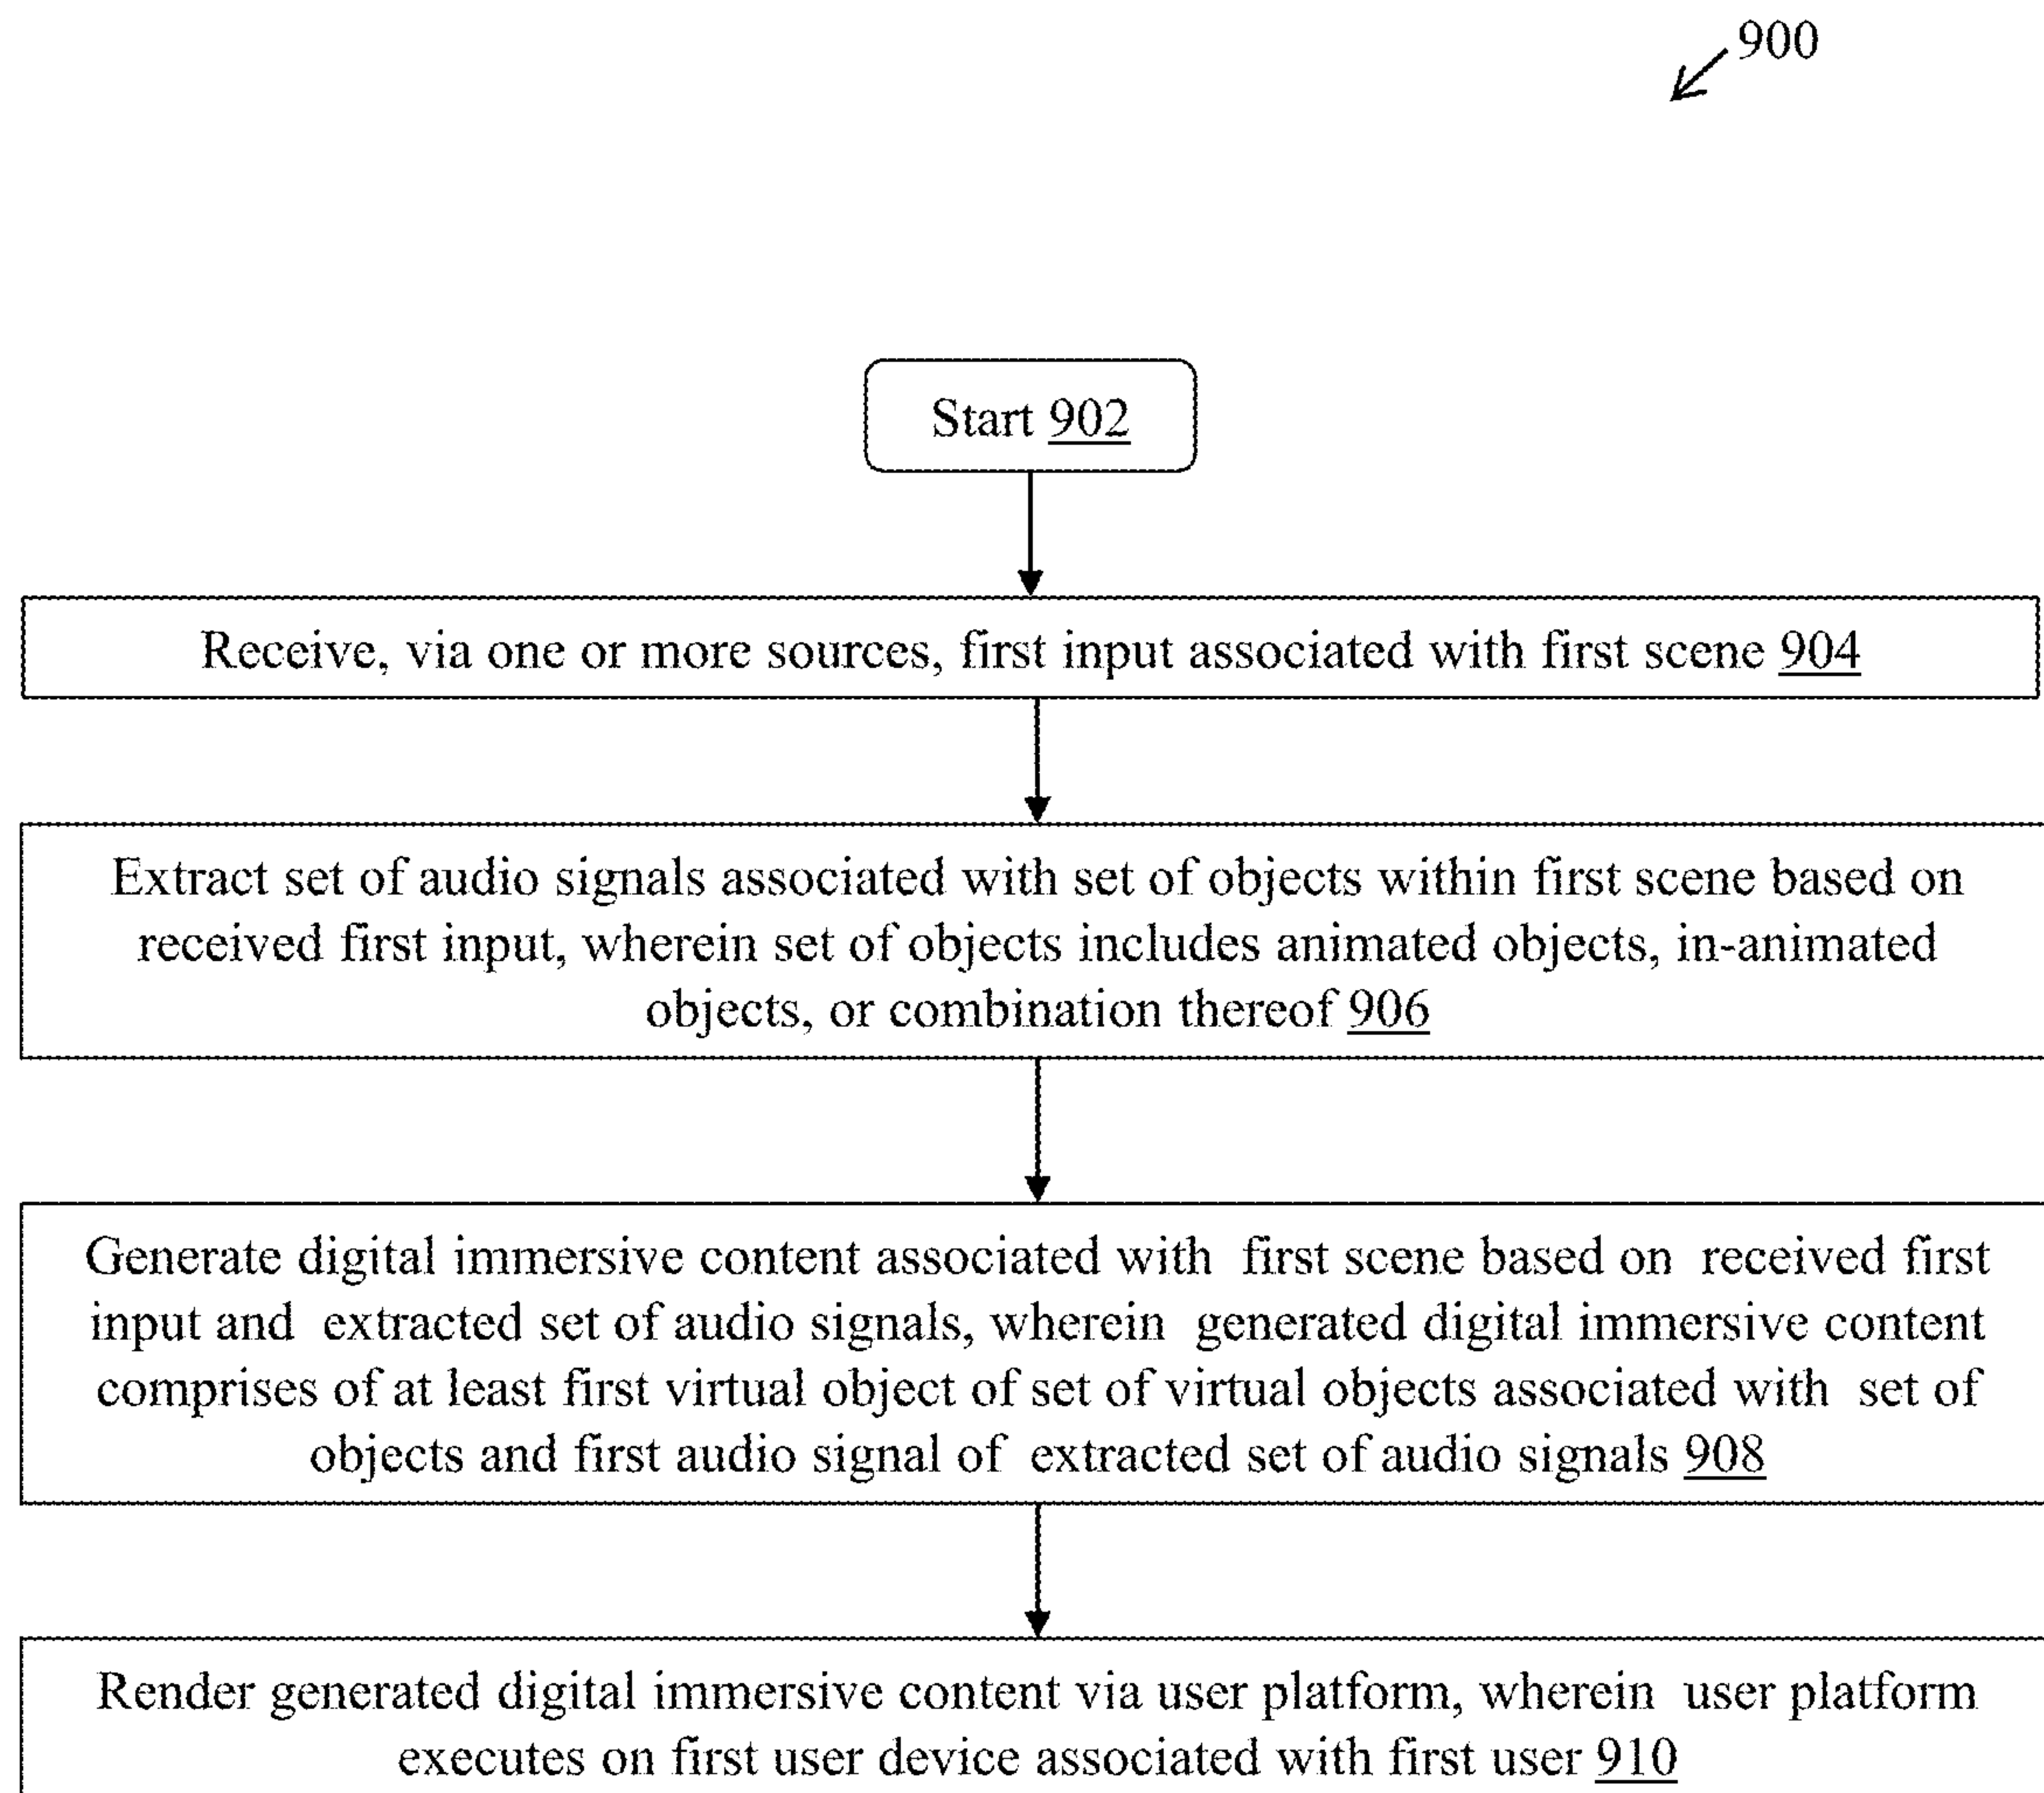 900
Start 902
Receive, via one or more sources, first input associated with first scene 904
Extract set of audio signals associated with set of objects within first scene based on
received first input, wherein set of objects includes animated objects, in-animated
objects, or combination thereof 906
Generate digital immersive content associated with first scene based on received first
input and extracted set of audio signals, wherein generated digital immersive content
comprises of at least first virtual object of set of virtual objects associated with set of
objects and first audio signal of extracted set of audio signals 908
Render generated digital immersive content via user platform, wherein user platform
executes on first user device associated with first user 910